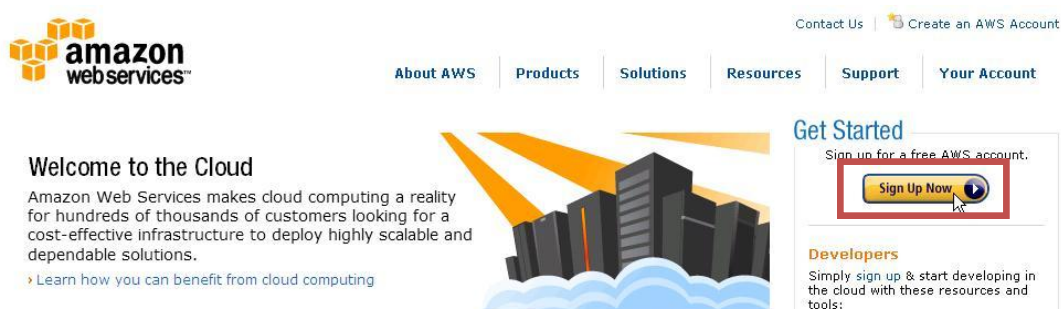 Contact Us
Create an AWS Account
amazon
webservices™
About AWS
Products
Solutions
Resources
Support
Your Account
Welcome to the Cloud
Amazon Web Services makes cloud computing a reality
for hundreds of thousands of customers looking for a
cost-effective infrastructure to deploy highly scalable and
dependable solutions.
› Learn how you can benefit from cloud computing
Get Started
Sign up for a free AWS account.
Sign Up Now
Developers
Simply sign up & start developing in
the cloud with these resources and
tools: